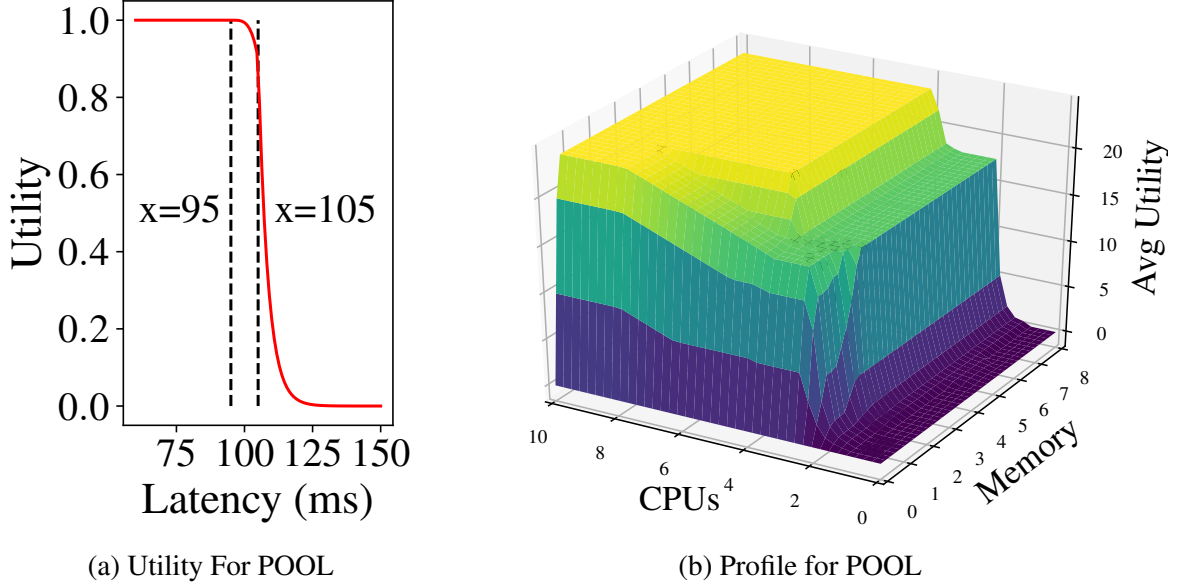 1.0
0.8
0.6
0.4
0.2
0.0
Utility
x=95
x=105
75 100 125 150
Latency (ms)
(a) Utility For POOL
20
15
10
5
0
Avg Utility
10 8 6 4 2 0
CPUs
0 1 2 3 4 5 6 7 8
Memory
(b) Profile for POOL